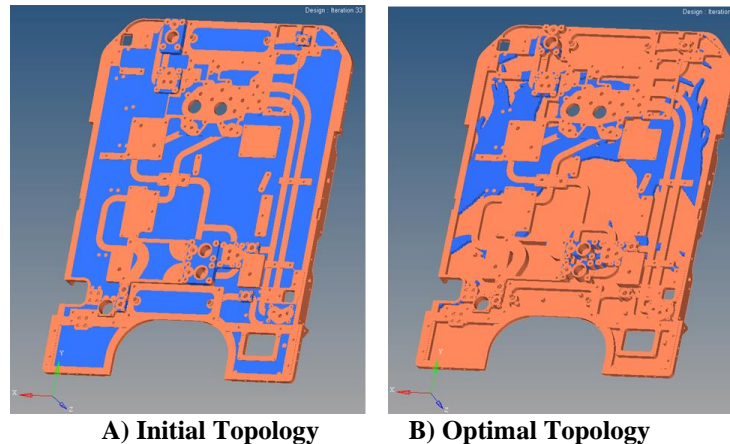 Design : Iteration 33
Design : Iteration
Y
X
Z
Y
X
Z
A) Initial Topology
B) Optimal Topology